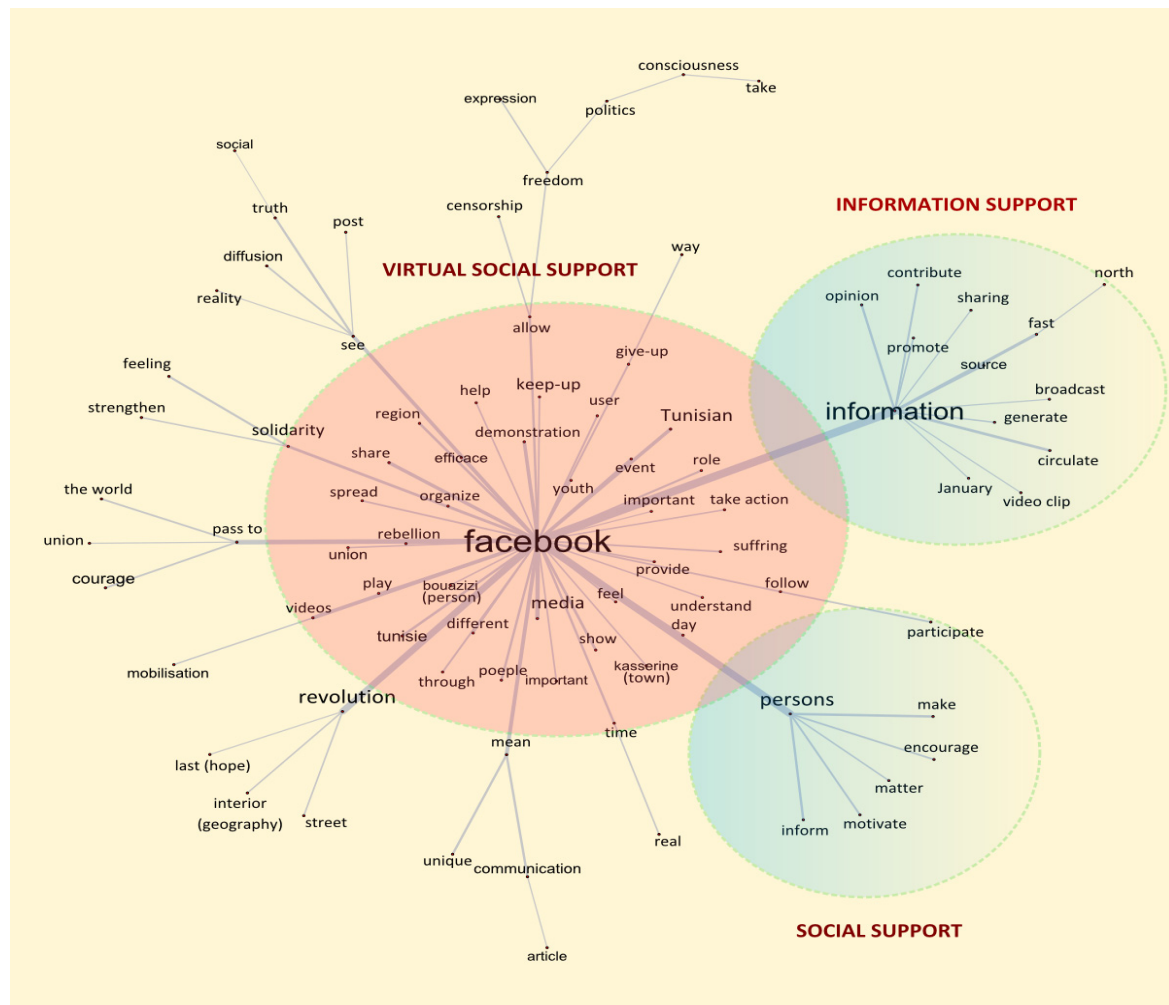 consciousness
take
expression
politics
social
freedom
truth
censorship
post
INFORMATION SUPPORT
diffusion
way
VIRTUAL SOCIAL SUPPORT
contribute
north
reality
opinion
sharing
allow
fast
see
give-up
promote
feeling
source
help
keep-up
broadcast
strengthen
region
user
Tunisian
information
generate
solidarity
demonstration
share
efficace
event
role
circulate
the world
spread
organize
youth
important
take action
January
video clip
pass to
rebellion
union
union
facebook
suffring
courage
play
bouazizi
(person)
provide
follow
videos
media
feel
understand
tunisie
different
day
participate
show
mobilisation
through
poeple
important
kasserine
(town)
revolution
persons
make
mean
time
encourage
last (hope)
matter
interior
(geography)
street
inform
motivate
real
unique
communication
SOCIAL SUPPORT
article